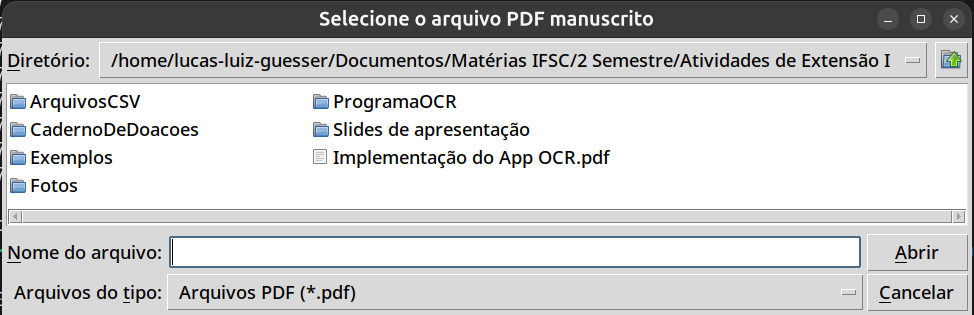 Selecione o arquivo PDF manuscrito
Diretório: /home/lucas-luiz-guesser/Documentos/Matérias IFSC/2 Semestre/Atividades de Extensão I
ArquivosCSV ProgramaOCR
CadernoDeDoacoes Slides de apresentação
Exemplos Implementação do App OCR.pdf
Fotos
Nome do arquivo: Abrir
Arquivos do tipo: Arquivos PDF (*.pdf) Cancelar